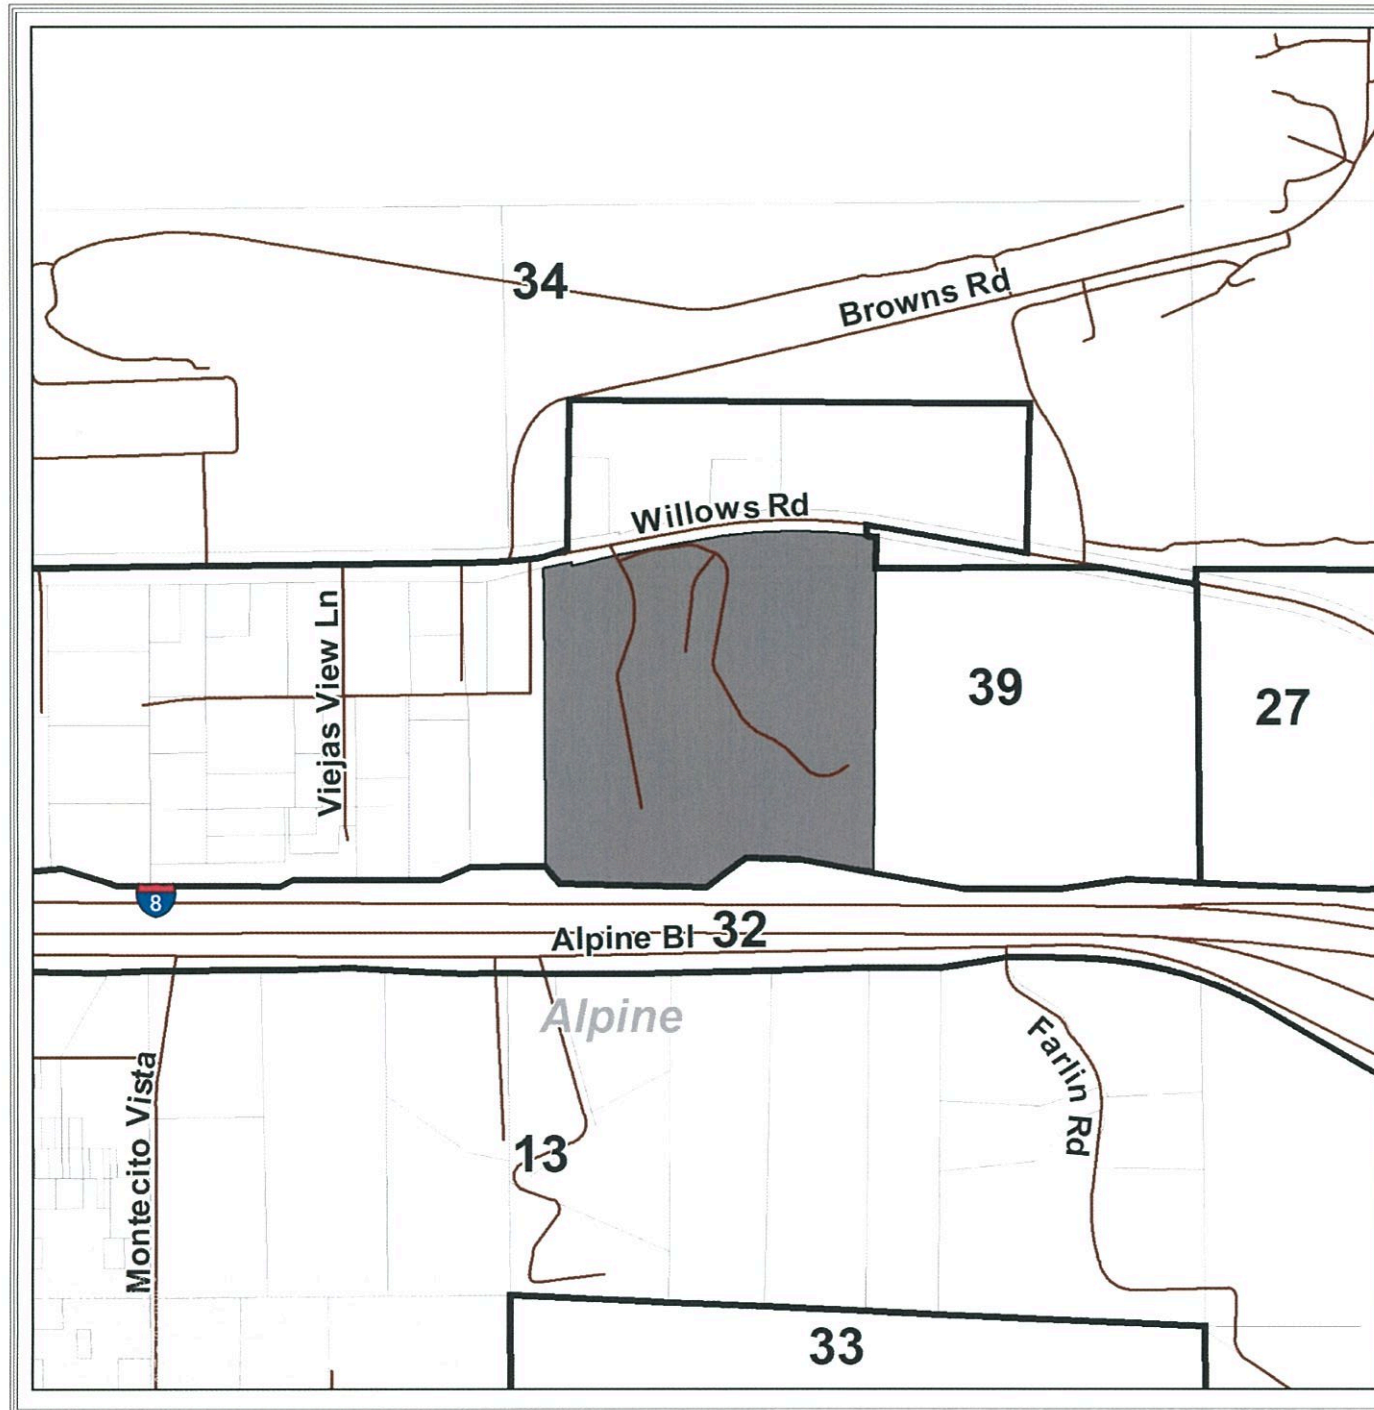 34
Browns Rd
Willows Rd
Viejas View Ln
39
27
8
Alpine Bl
32
Alpine
Farlin Rd
Montecito Vista
13
33